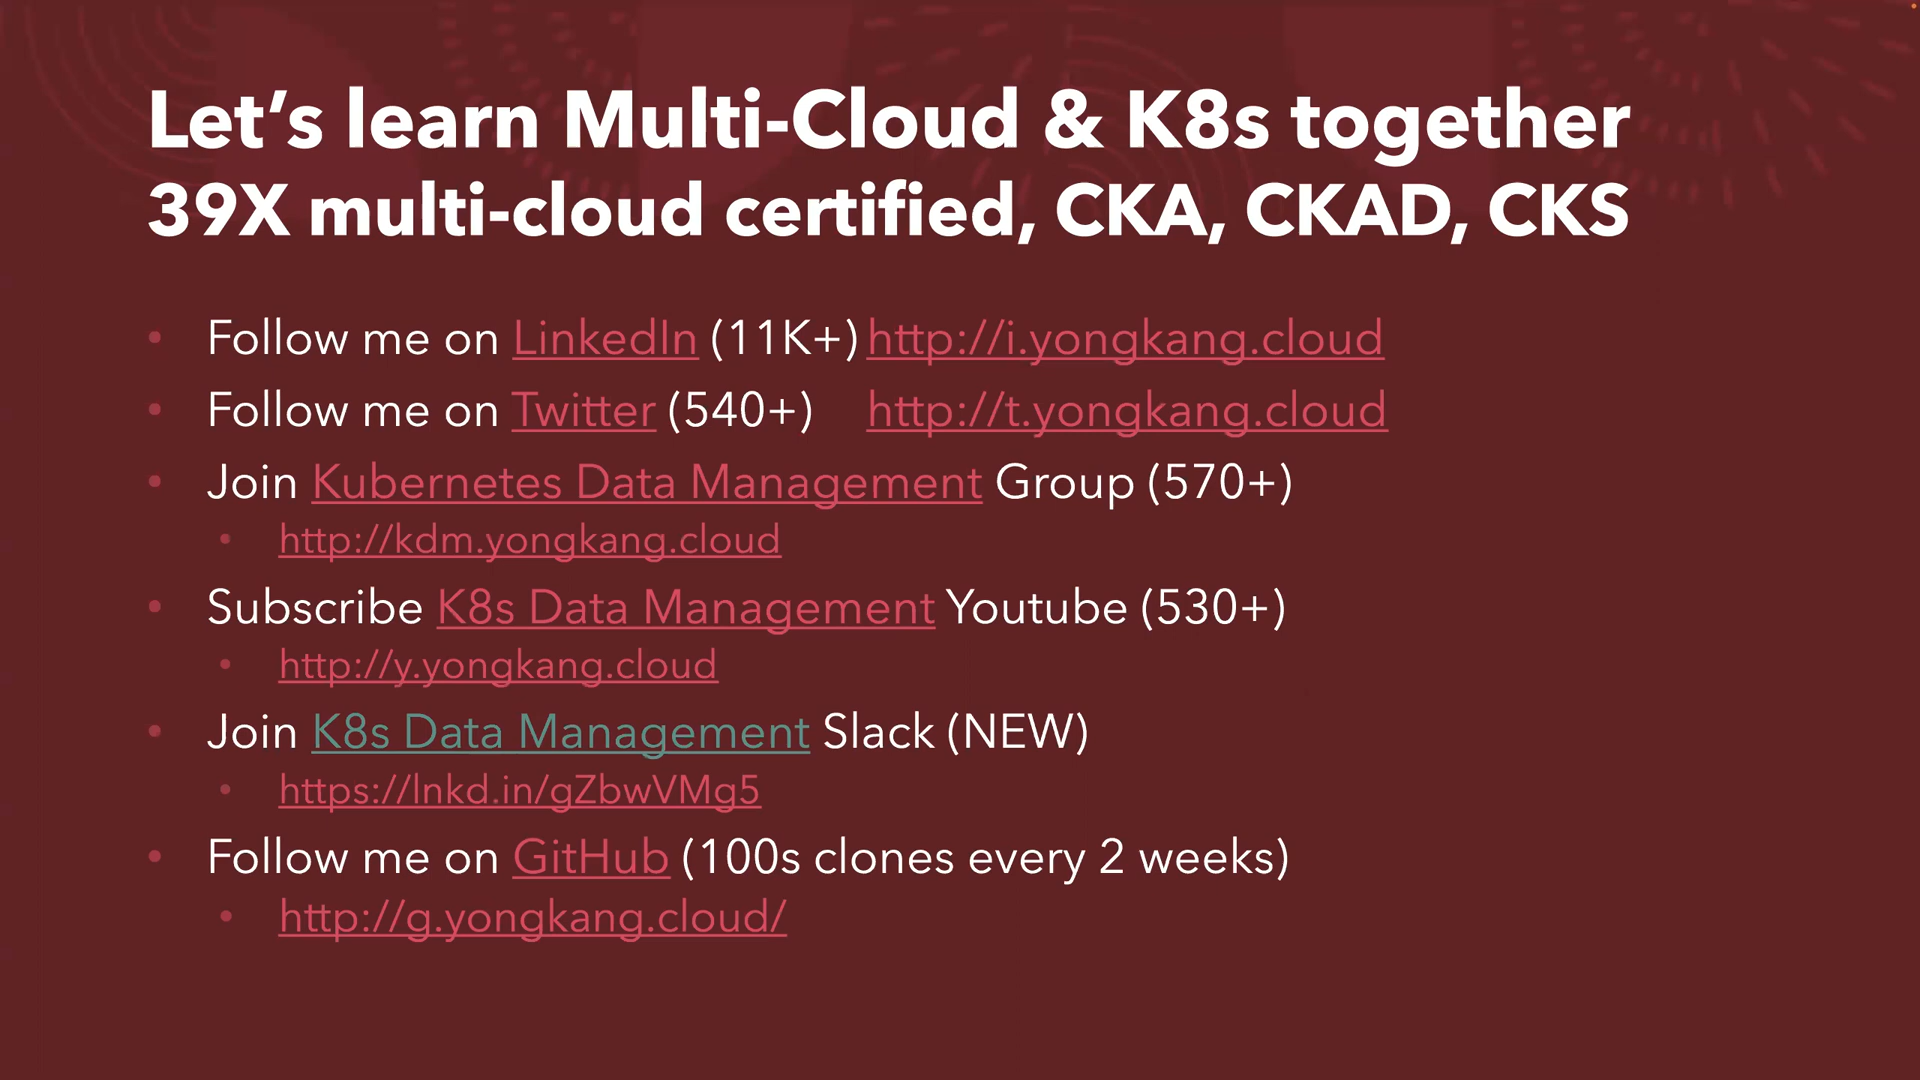 Let’s learn Multi-Cloud & K8s together
39X multi-cloud certified, CKA, CKAD, CKS
• Follow me on LinkedIn (11K+) http://i.yongkang.cloud
• Follow me on Twitter (540+) http://t.yongkang.cloud
• Join Kubernetes Data Management Group (570+)
• http://kdm.yongkang.cloud
• Subscribe K8s Data Management Youtube (530+)
• http://y.yongkang.cloud
• Join K8s Data Management Slack (NEW)
• https://lnkd.in/gZbwVMg5
• Follow me on GitHub (100s clones every 2 weeks)
• http://g.yongkang.cloud/